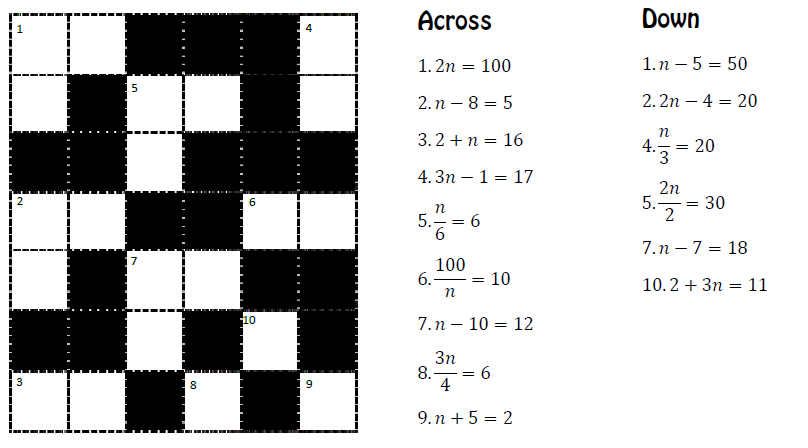 1 4
5
2 6
7
10
3 8 9
Across
1. 2n = 100
2. n − 8 = 5
3. 2 + n = 16
4. 3n − 1 = 17
5. n/6 = 6
6. 100/n = 10
7. n − 10 = 12
8. 3n/4 = 6
9. n + 5 = 2
Down
1. n − 5 = 50
2. 2n − 4 = 20
4. n/3 = 20
5. 2n/2 = 30
7. n − 7 = 18
10. 2 + 3n = 11